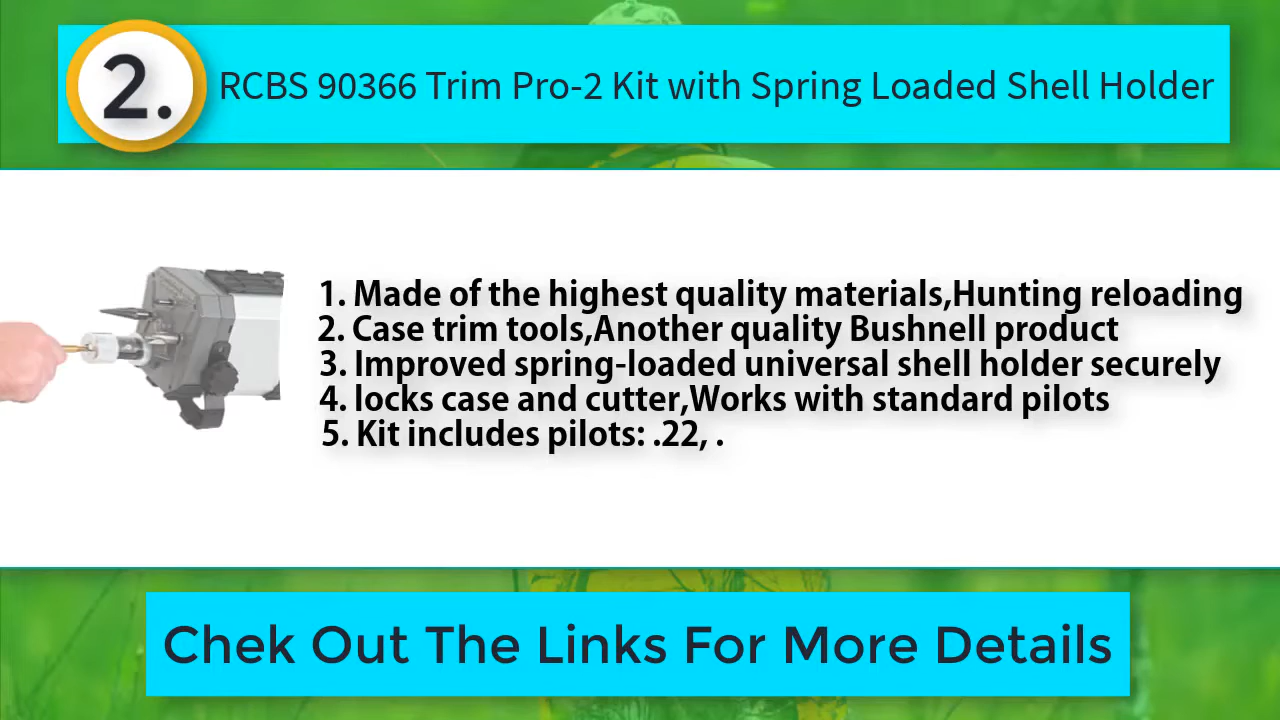 2.
RCBS 90366 Trim Pro-2 Kit with Spring Loaded Shell Holder
1. Made of the highest quality materials,Hunting reloading
2. Case trim tools,Another quality Bushnell product
3. Improved spring-loaded universal shell holder securely
4. locks case and cutter,Works with standard pilots
5. Kit includes pilots: .22, .
Chek Out The Links For More Details